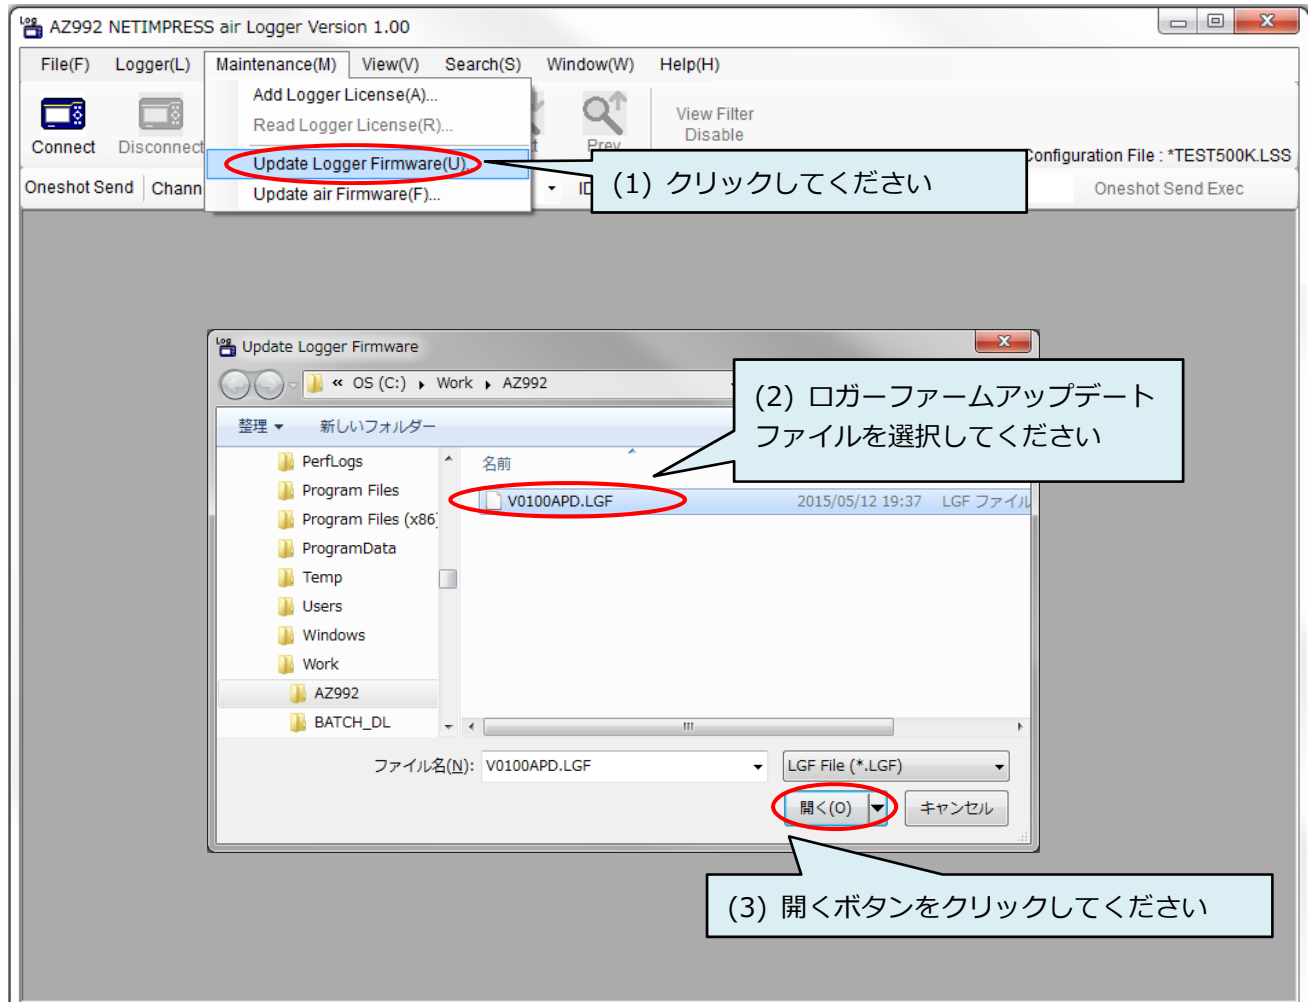 AZ992 NETIMPRESS air Logger Version 1.00
File(F) Logger(L) Maintenance(M) View(V) Search(S) Window(W) Help(H)
Add Logger License(A)...
Read Logger License(R)...
Update Logger Firmware(U)..
Update air Firmware(F)...
Connect Disconnect Prev
View Filter
Disable
Configuration File : *TEST500K.LSS
Oneshot Send Chann ID Oneshot Send Exec
(1) クリックしてください
Update Logger Firmware
« OS (C:) Work AZ992
(2) ロガーファームアップデート
ファイルを選択してください
整理 新しいフォルダー
名前
PerfLogs
Program Files
Program Files (x86)
ProgramData
Temp
Users
Windows
Work
AZ992
BATCH_DL
V0100APD.LGF 2015/05/12 19:37 LGF ファイル
ファイル名(N): V0100APD.LGF LGF File (*.LGF)
開く(O) キャンセル
(3) 開くボタンをクリックしてください